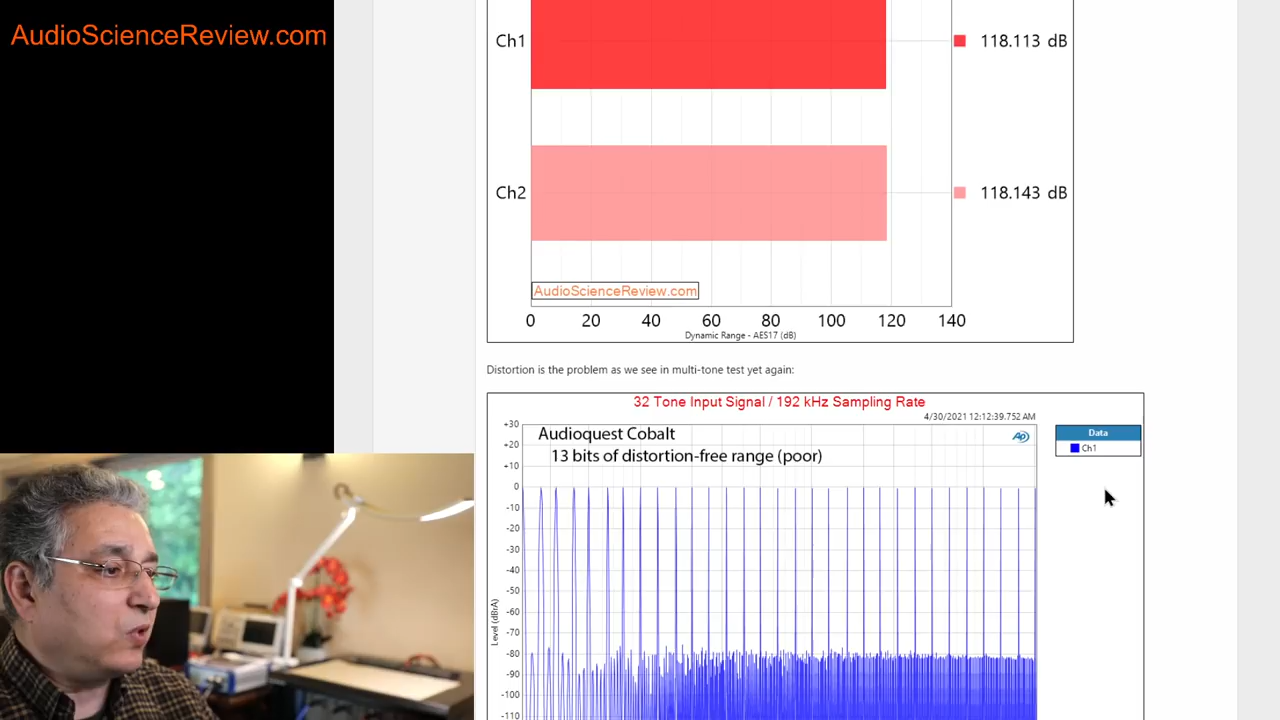 AudioScienceReview.com
Ch1
118.113 dB
Ch2
118.143 dB
AudioScienceReview.com
0 20 40 60 80 100 120 140
Dynamic Range - AES17 (dB)
Distortion is the problem as we see in multi-tone test yet again:
32 Tone Input Signal / 192 kHz Sampling Rate
4/30/2021 12:12:39.752 AM
Audioquest Cobalt
13 bits of distortion-free range (poor)
AP
Data
Ch1
Level (dBrA)
+30
+20
+10
0
-10
-20
-30
-40
-50
-60
-70
-80
-90
-100
-110